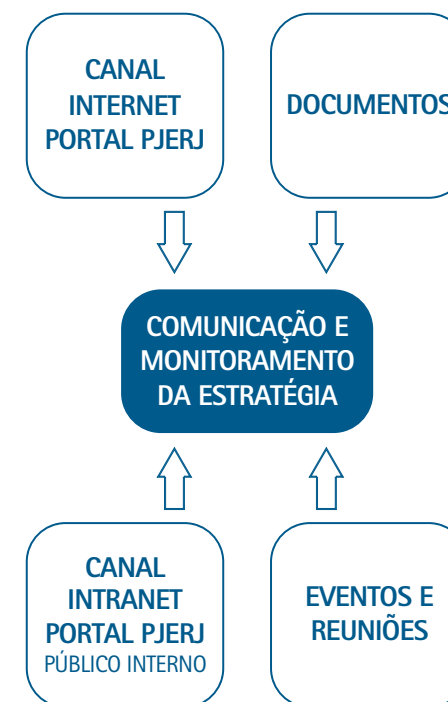 CANAL
INTERNET
PORTAL PJERJ
DOCUMENTOS
COMUNICAÇÃO E
MONITORAMENTO
DA ESTRATÉGIA
CANAL
INTRANET
PORTAL PJERJ
PÚBLICO INTERNO
EVENTOS E
REUNIÕES